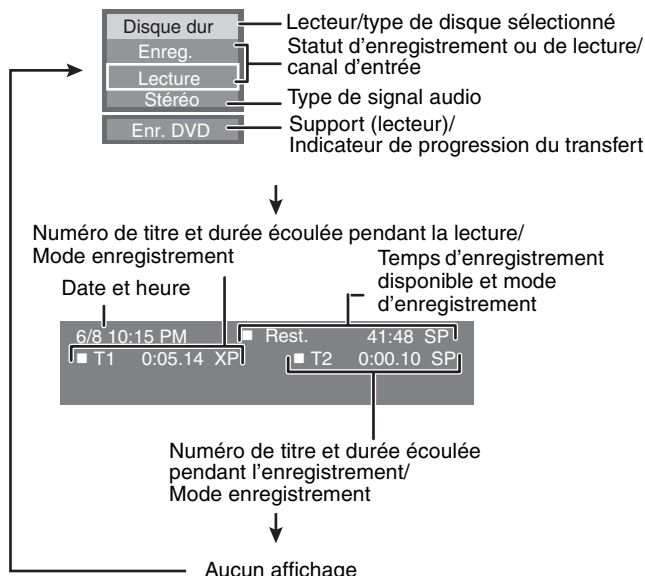 Disque dur
Lecteur/type de disque sélectionné
Enreg.
Statut d'enregistrement ou de lecture/
canal d'entrée
Lecture
Stéréo
Type de signal audio
Enr. DVD
Support (lecteur)/
Indicateur de progression du transfert
Numéro de titre et durée écoulée pendant la lecture/
Mode enregistrement
Temps d'enregistrement
disponible et mode
d'enregistrement
Date et heure
6/8 10:15 PM Rest. 41:48 SP
T1 0:05.14 XP T2 0:00.10 SP
Numéro de titre et durée écoulée
pendant l'enregistrement/
Mode enregistrement
Aucun affichage